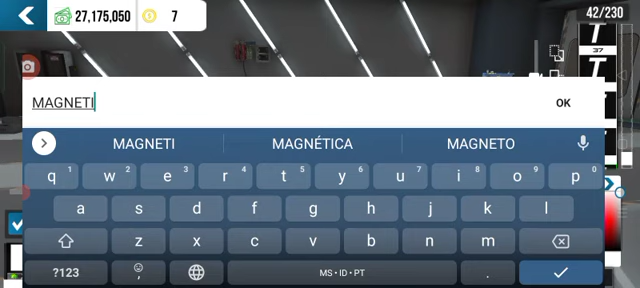 27,175,050 7 42/230
T
37
T
MAGNETI OK
MAGNETI MAGNÉTICA MAGNETO
q 1 w 2 e 3 r 4 t 5 y 6 u 7 i 8 o 9 p 0
a s d f g h j k l
z x c v b n m
?123 , MS • ID • PT .